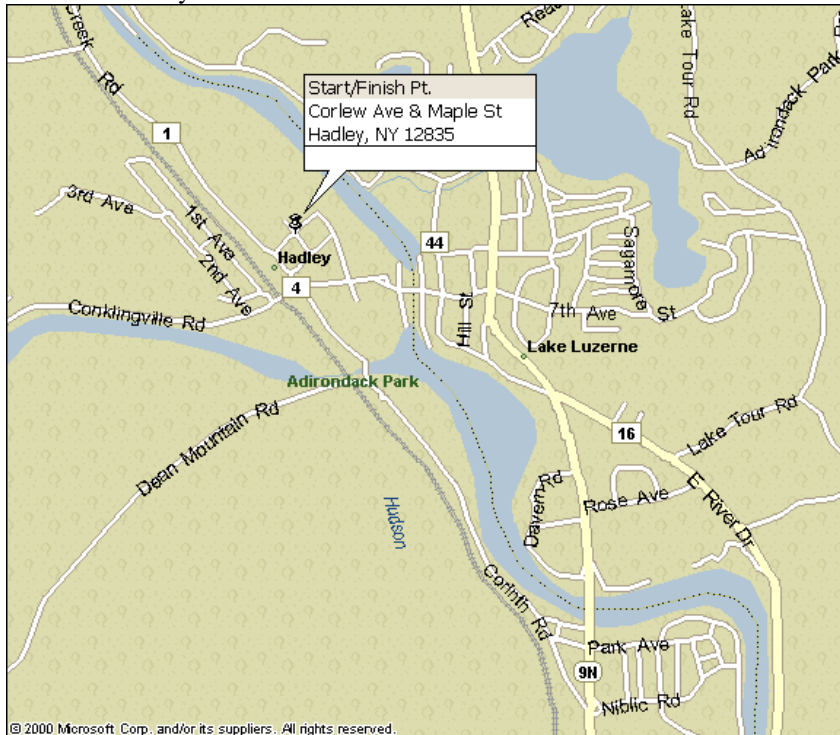 Creek Rd
Read
Lake Tour Rd
Adirondack Park
Start/Finish Pt.
Corlew Ave & Maple St
Hadley, NY 12835
1
3rd Ave
1st Ave
2nd Ave
Hadley
44
4
Sagamore St
Conklingville Rd
Hill St
7th Ave
Lake Luzerne
Adirondack Park
Dean Mountain Rd
16
Lake Tour Rd
Hudson
Davern Rd
Rose Ave
E River Dr
Corinth Rd
Park Ave
9N
Niblic Rd
© 2000 Microsoft Corp. and/or its suppliers. All rights reserved.